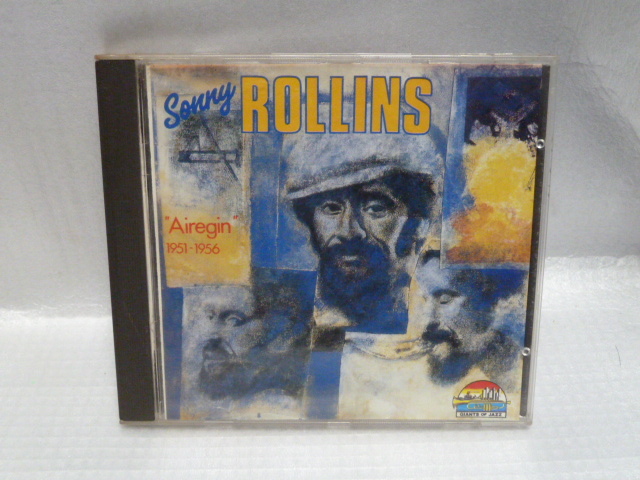 Sonny
ROLLINS
"Airegin"
1951-1956
GIANTS OF JAZZ